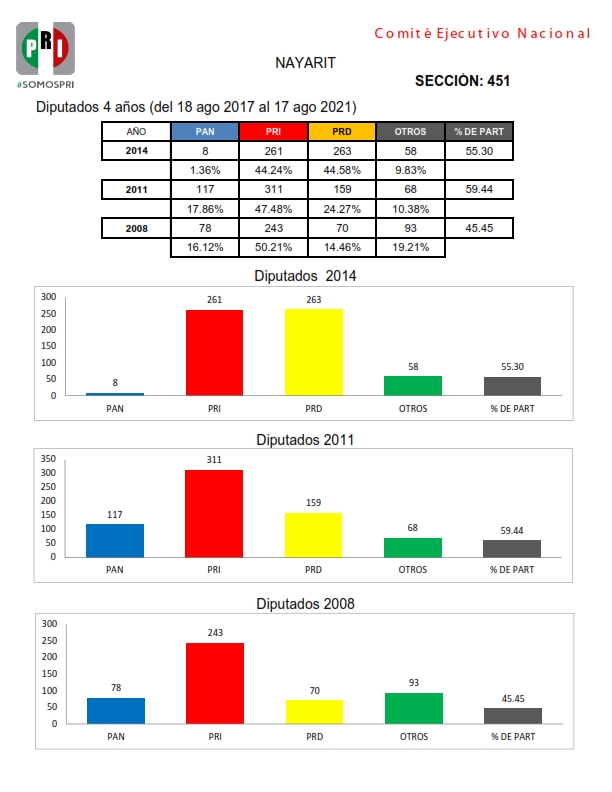 Comité Ejecutivo Nacional
PRI
#SOMOSPRI
NAYARIT
SECCIÓN: 451
Diputados 4 años (del 18 ago 2017 al 17 ago 2021)
AÑO PAN PRI PRD OTROS % DE PART
2014 8 261 263 58 55.30
1.36% 44.24% 44.58% 9.83%
2011 117 311 159 68 59.44
17.86% 47.48% 24.27% 10.38%
2008 78 243 70 93 45.45
16.12% 50.21% 14.46% 19.21%
Diputados 2014
300
250
200
150
100
50
0
8 261 263 58 55.30
PAN PRI PRD OTROS % DE PART
Diputados 2011
350
300
250
200
150
100
50
0
117 311 159 68 59.44
PAN PRI PRD OTROS % DE PART
Diputados 2008
300
250
200
150
100
50
0
78 243 70 93 45.45
PAN PRI PRD OTROS % DE PART